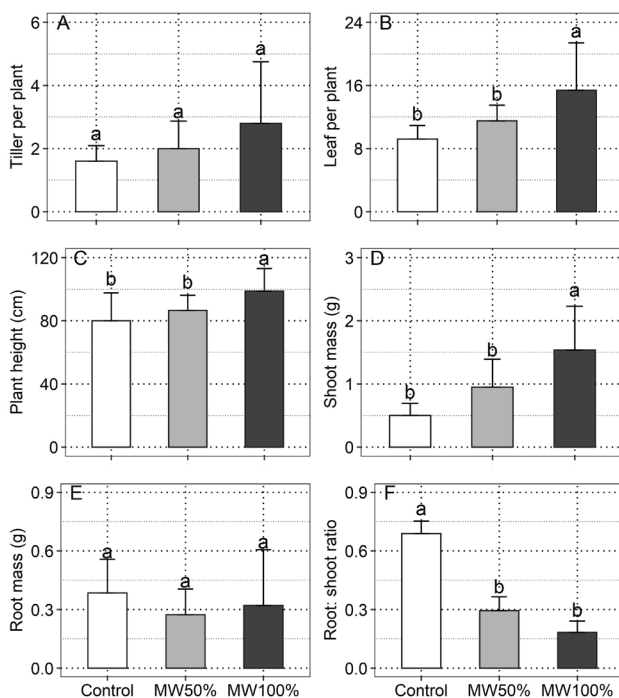 A
Tiller per plant
6
4
2
0
a
a
a
B
Leaf per plant
24
16
8
0
b
b
a
C
Plant height (cm)
120
80
40
0
b
b
a
D
Shoot mass (g)
3
2
1
0
b
b
a
E
Root mass (g)
0.9
0.6
0.3
0.0
a
a
a
Control MW50% MW100%
F
Root: shoot ratio
0.9
0.6
0.3
0.0
a
b
b
Control MW50% MW100%